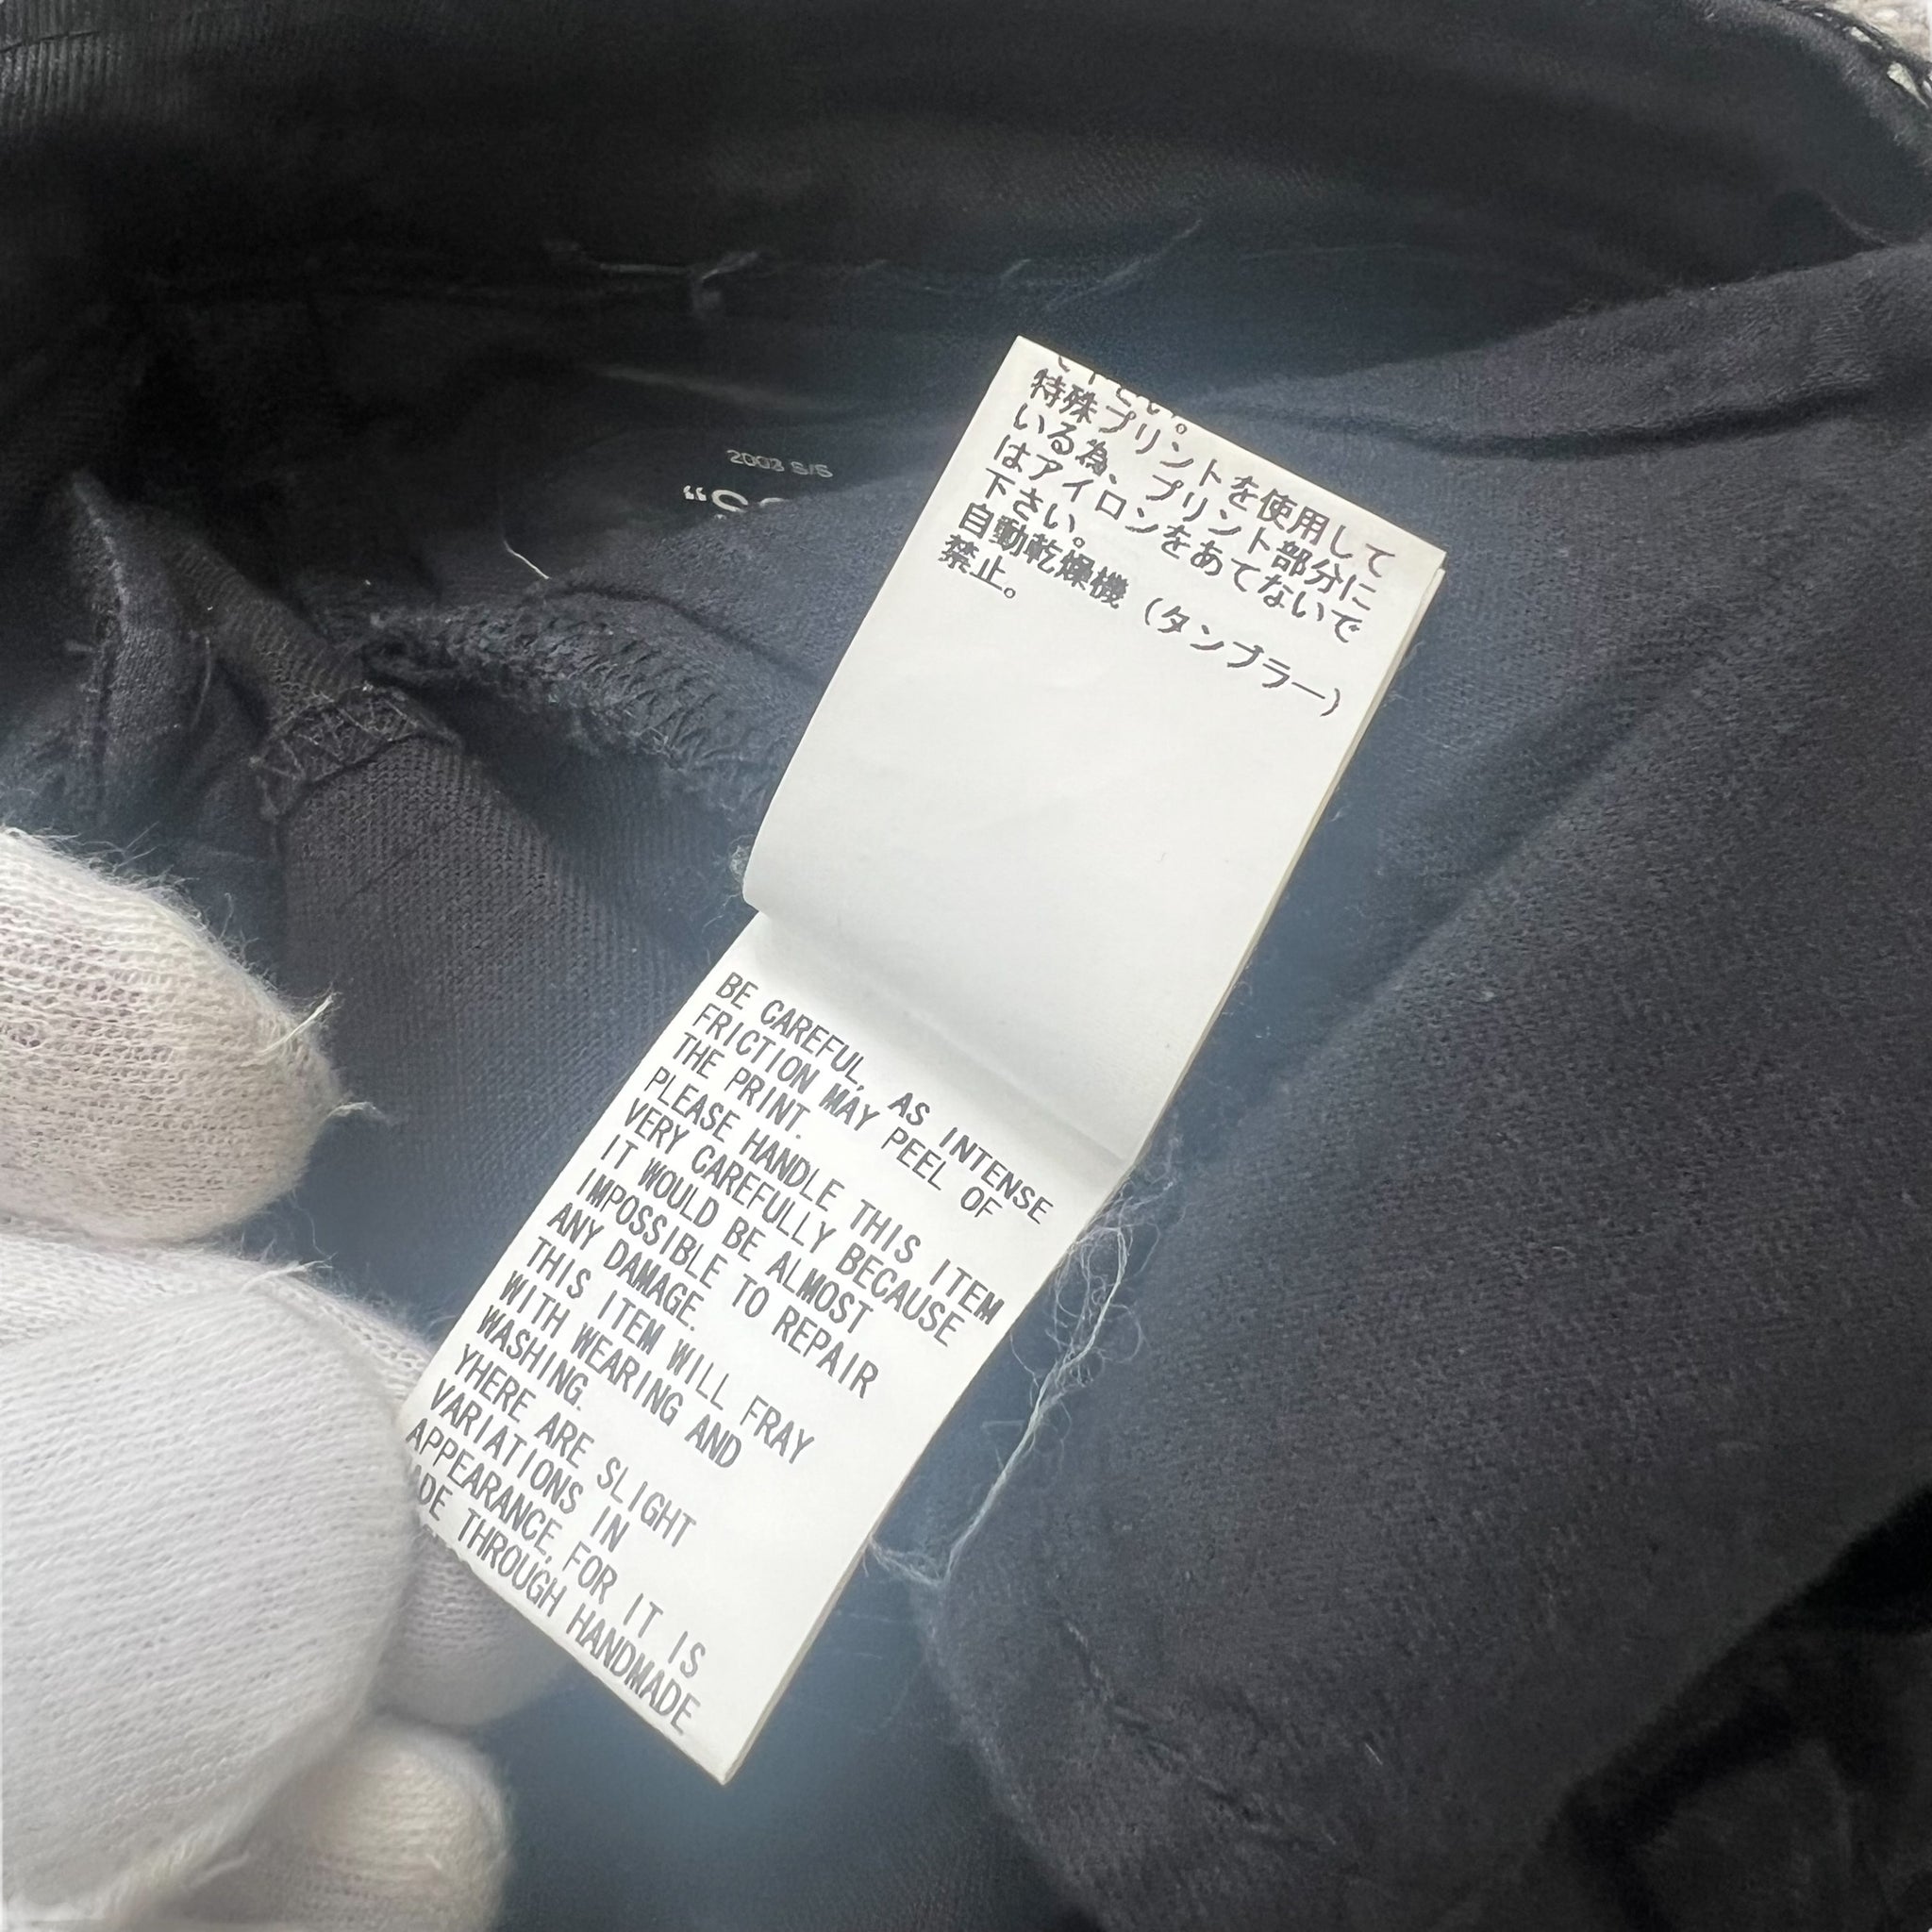 2003 S/S
特殊プリントを使用して
いる為、プリント部分に
はアイロンをあてないで
下さい。
自動乾燥機(タンブラー)
禁止。
BE CAREFUL, AS INTENSE
FRICTION MAY PEEL OF
THE PRINT.
PLEASE HANDLE THIS ITEM
VERY CAREFULLY BECAUSE
IT WOULD BE ALMOST
IMPOSSIBLE TO REPAIR
ANY DAMAGE.
THIS ITEM WILL FRAY
WITH WEARING AND
WASHING.
YHERE ARE SLIGHT
VARIATIONS IN
APPEARANCE, FOR IT IS
THROUGH HANDMADE